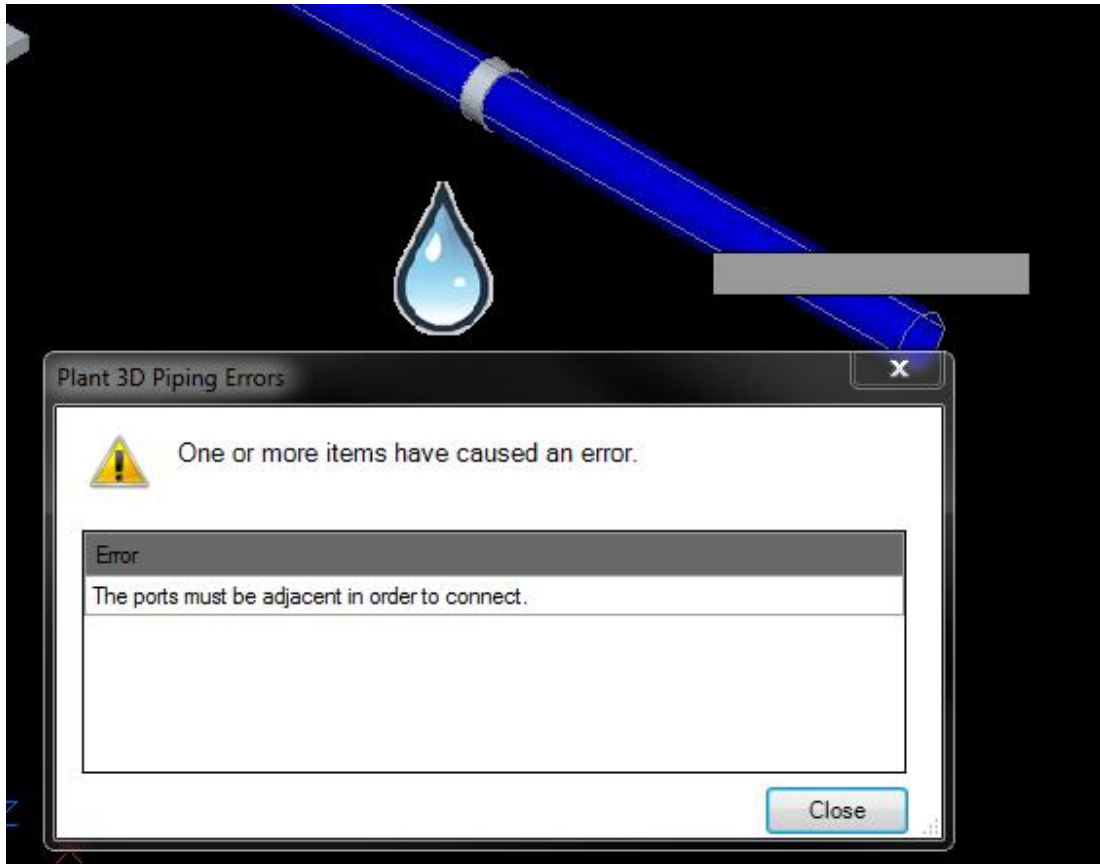 Plant 3D Piping Errors
X
One or more items have caused an error.
Error
The ports must be adjacent in order to connect.
Close
Z